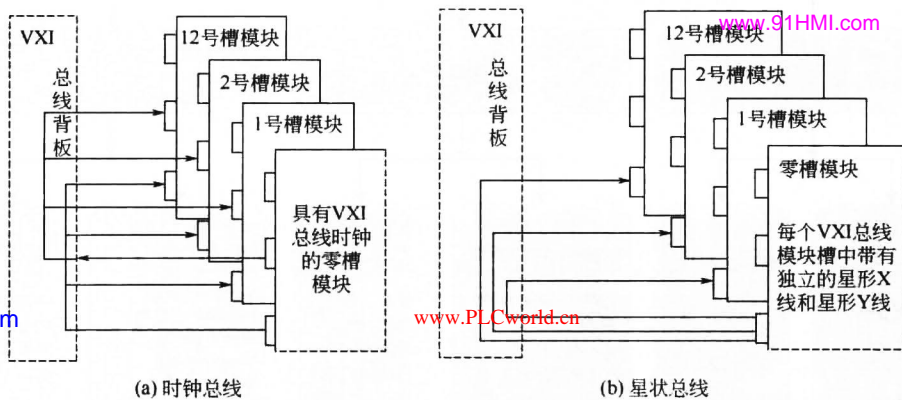 VXI
总线背板
12号槽模块
2号槽模块
1号槽模块
具有VXI
总线时钟
的零槽
模块
(a) 时钟总线
m
VXI
总线背板
www.91HMI.com
12号槽模块
2号槽模块
1号槽模块
零槽模块
每个VXI总线
模块槽中带有
独立的星形X
线和星形Y线
www.PLCworld.cn
(b) 星状总线